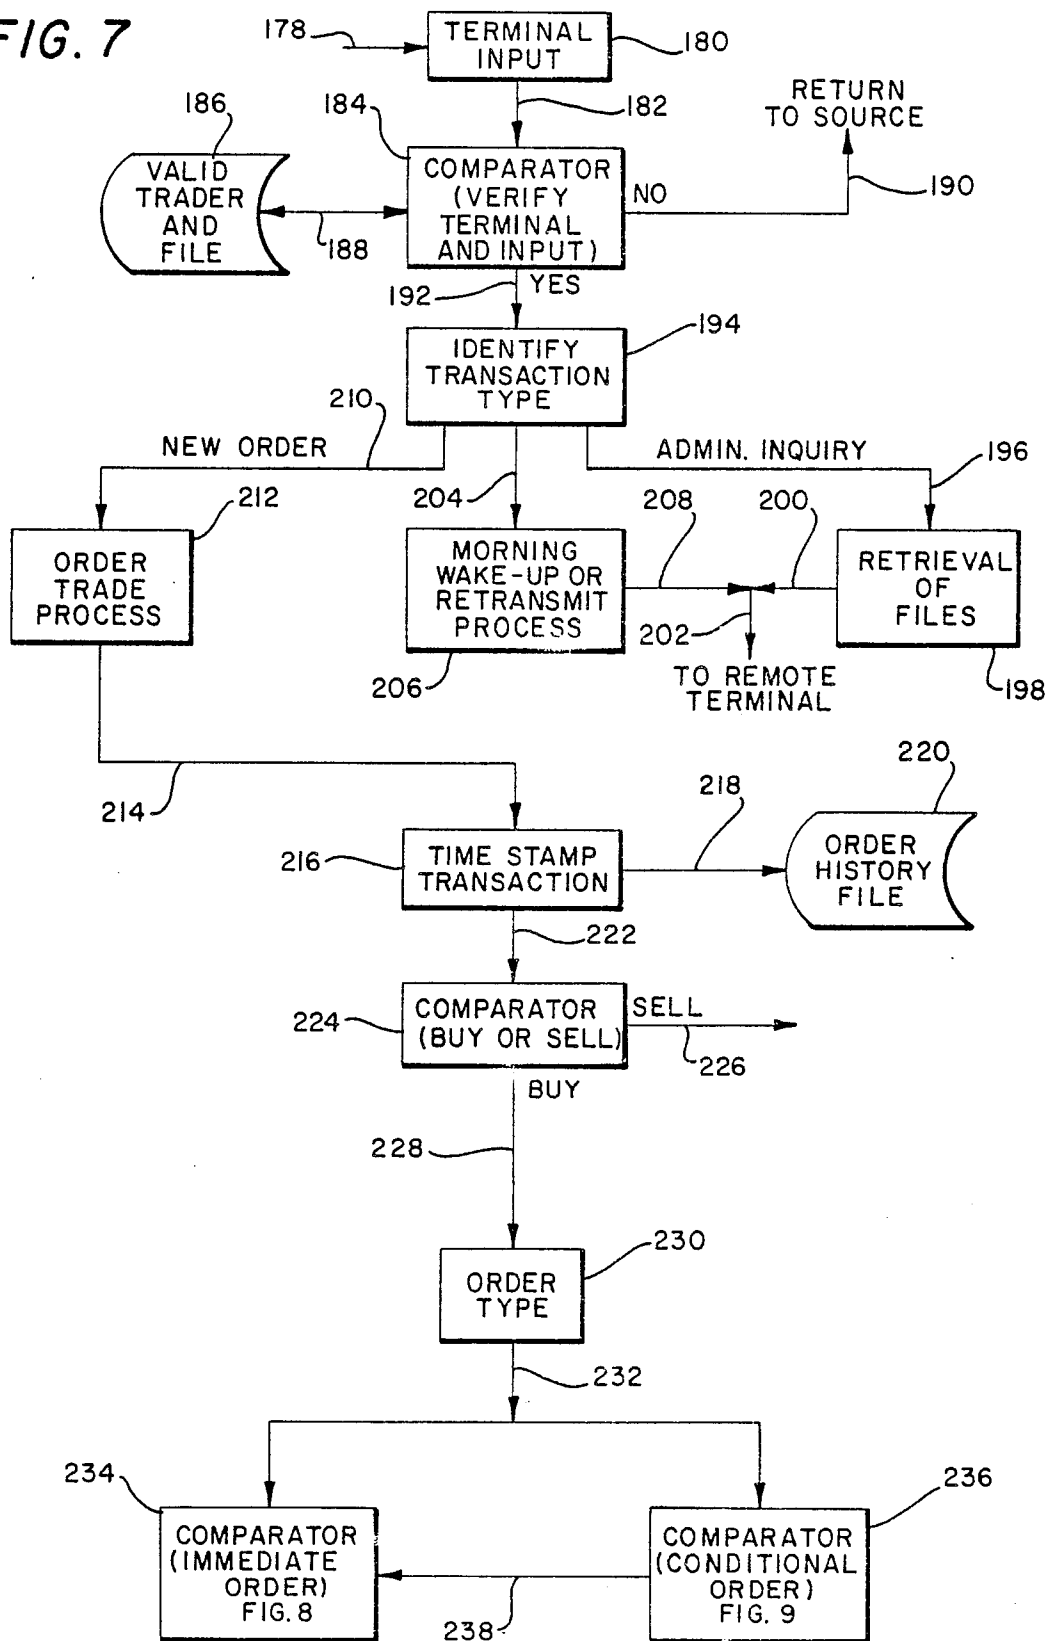 FIG. 7
178
TERMINAL
INPUT
180
182
RETURN
TO SOURCE
186
184
VALID
TRADER
AND
FILE
188
COMPARATOR
(VERIFY
TERMINAL
AND INPUT)
NO
190
192
YES
194
IDENTIFY
TRANSACTION
TYPE
210
NEW ORDER
ADMIN. INQUIRY
196
212
204
208
200
ORDER
TRADE
PROCESS
MORNING
WAKE-UP OR
RETRANSMIT
PROCESS
RETRIEVAL
OF
FILES
202
206
TO REMOTE
TERMINAL
198
214
218
220
216
TIME STAMP
TRANSACTION
ORDER
HISTORY
FILE
222
224
COMPARATOR
(BUY OR SELL)
SELL
226
BUY
228
230
ORDER
TYPE
232
234
236
COMPARATOR
(IMMEDIATE
ORDER)
FIG. 8
COMPARATOR
(CONDITIONAL
ORDER)
FIG. 9
238